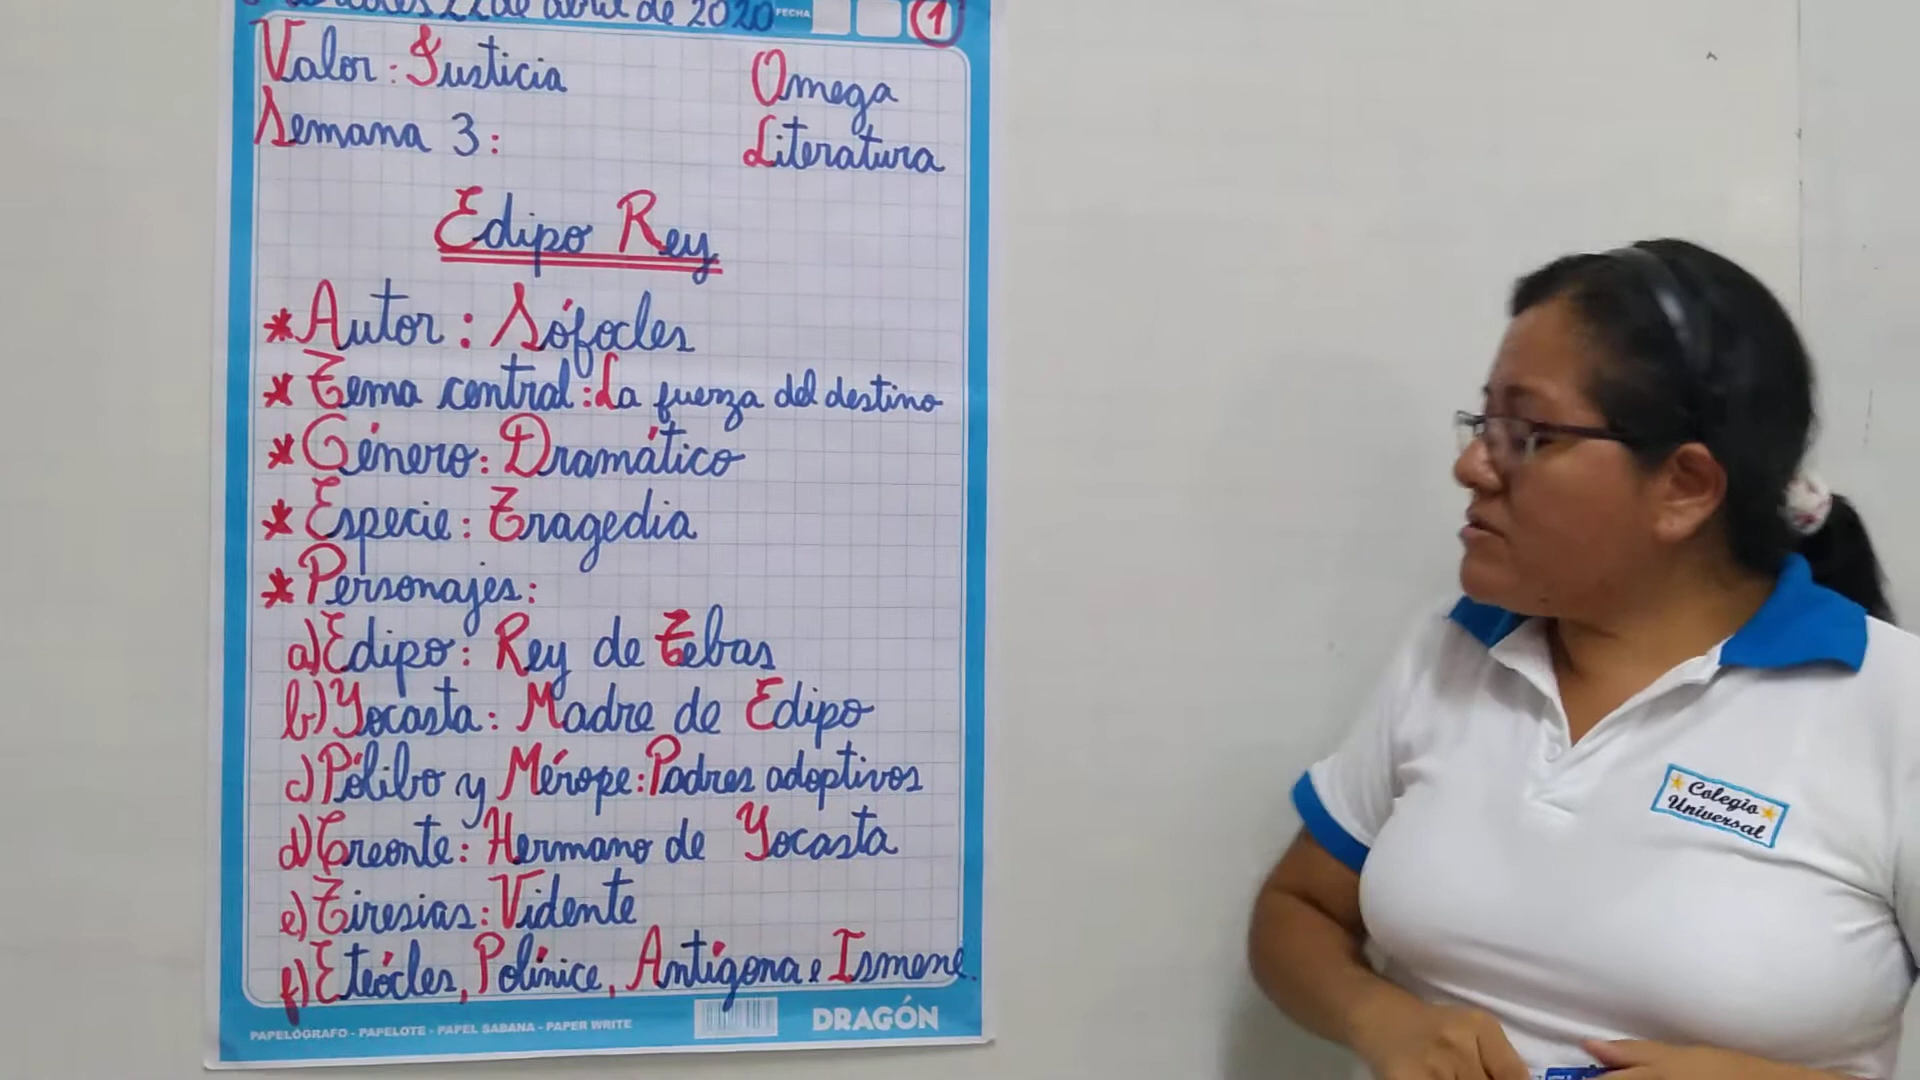 22 de abril de 2020
FECHA
1
Valor: Justicia
Omega
Semana 3:
Literatura
Edipo Rey
* Autor: Sófocles
* Tema central: La fuerza del destino
* Género: Dramático
* Especie: Tragedia
* Personajes:
a) Edipo: Rey de Tebas
b) Yocasta: Madre de Edipo
c) Pólibo y Mérope: Padres adoptivos
d) Creonte: Hermano de Yocasta
e) Tiresias: Vidente
f) Eteócles, Polínice, Antígona e Ismene.
PAPELÓGRAFO - PAPELOTE - PAPEL SABANA - PAPER WRITE
DRAGÓN
Colegio
Universal